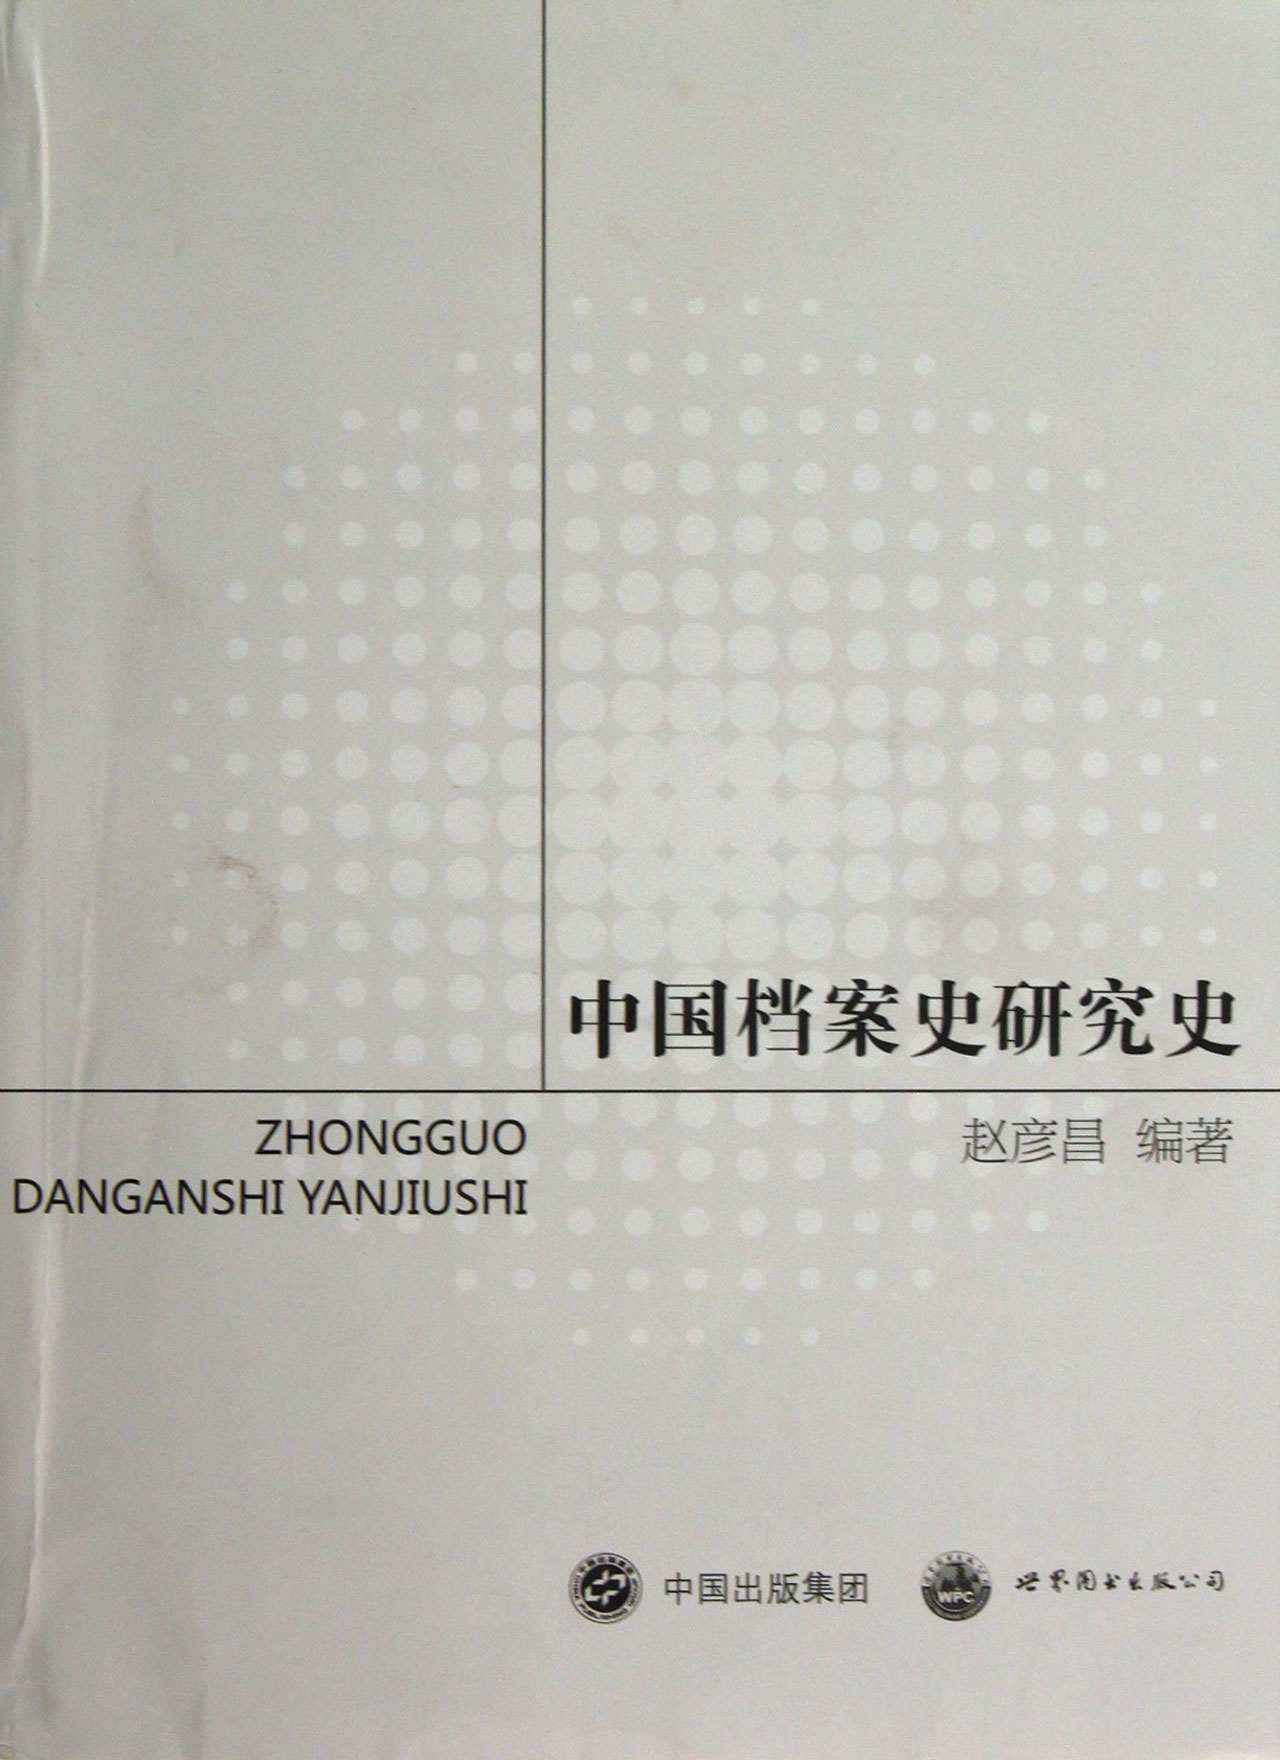 中国档案史研究史
ZHONGGUO
DANGANSHI YANJIUSHI
赵彦昌 编著
中国出版集团
WPC
世界图书出版公司